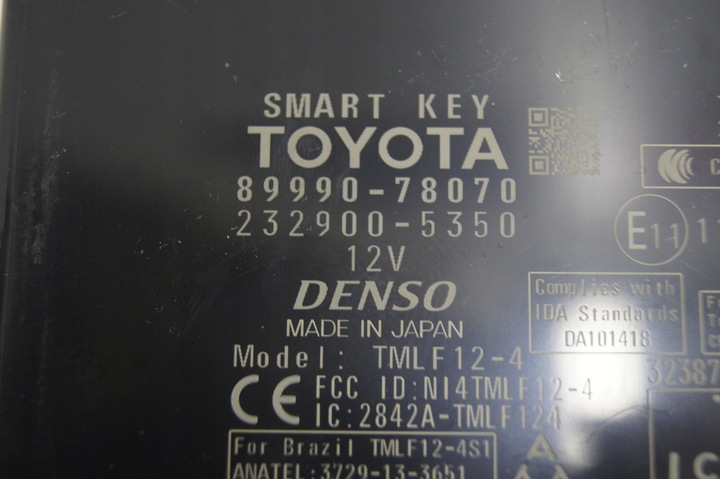 SMART KEY
TOYOTA
89990-78070
232900-5350
12V
DENSO
MADE IN JAPAN
Model: TMLF12-4
FCC ID:NI4TMLF12-4
IC:2842A-TMLF124
For Brazil TMLF12-4S1
ANATEL:3729-13-3651
E11
Complies with
IDA Standards
DA101418
32387